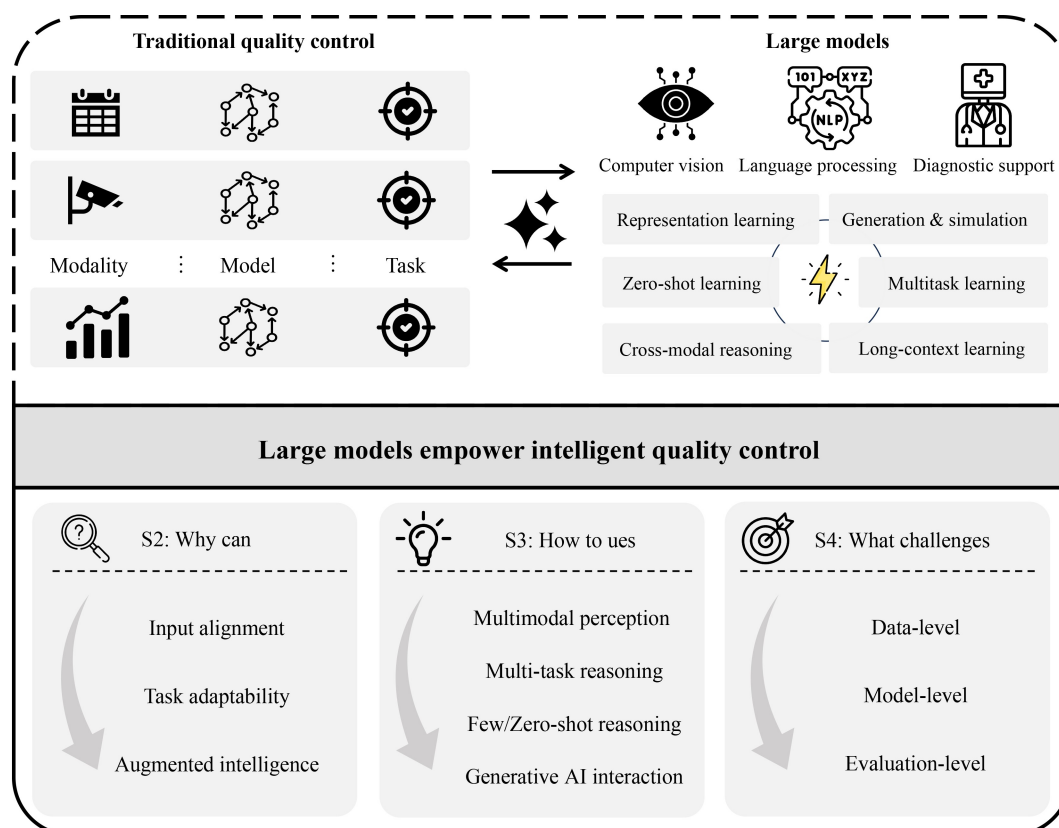 Traditional quality control
Large models
101 XYZ
NLP
Computer vision
Language processing
Diagnostic support
Modality
⋮
Model
⋮
Task
Representation learning
Generation & simulation
Zero-shot learning
Multitask learning
Cross-modal reasoning
Long-context learning
Large models empower intelligent quality control
?
S2: Why can
Input alignment
Task adaptability
Augmented intelligence
S3: How to ues
Multimodal perception
Multi-task reasoning
Few/Zero-shot reasoning
Generative AI interaction
S4: What challenges
Data-level
Model-level
Evaluation-level